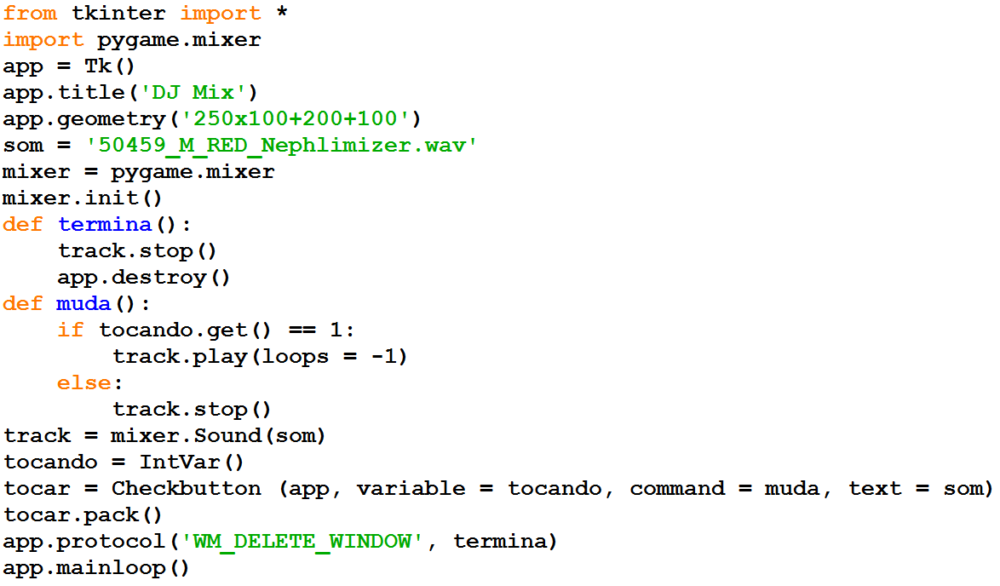 from tkinter import *
import pygame.mixer
app = Tk()
app.title('DJ Mix')
app.geometry('250x100+200+100')
som = '50459_M_RED_Nephlimizer.wav'
mixer = pygame.mixer
mixer.init()
def termina():
    track.stop()
    app.destroy()
def muda():
    if tocando.get() == 1:
        track.play(loops = -1)
    else:
        track.stop()
track = mixer.Sound(som)
tocando = IntVar()
tocar = Checkbutton (app, variable = tocando, command = muda, text = som)
tocar.pack()
app.protocol('WM_DELETE_WINDOW', termina)
app.mainloop()